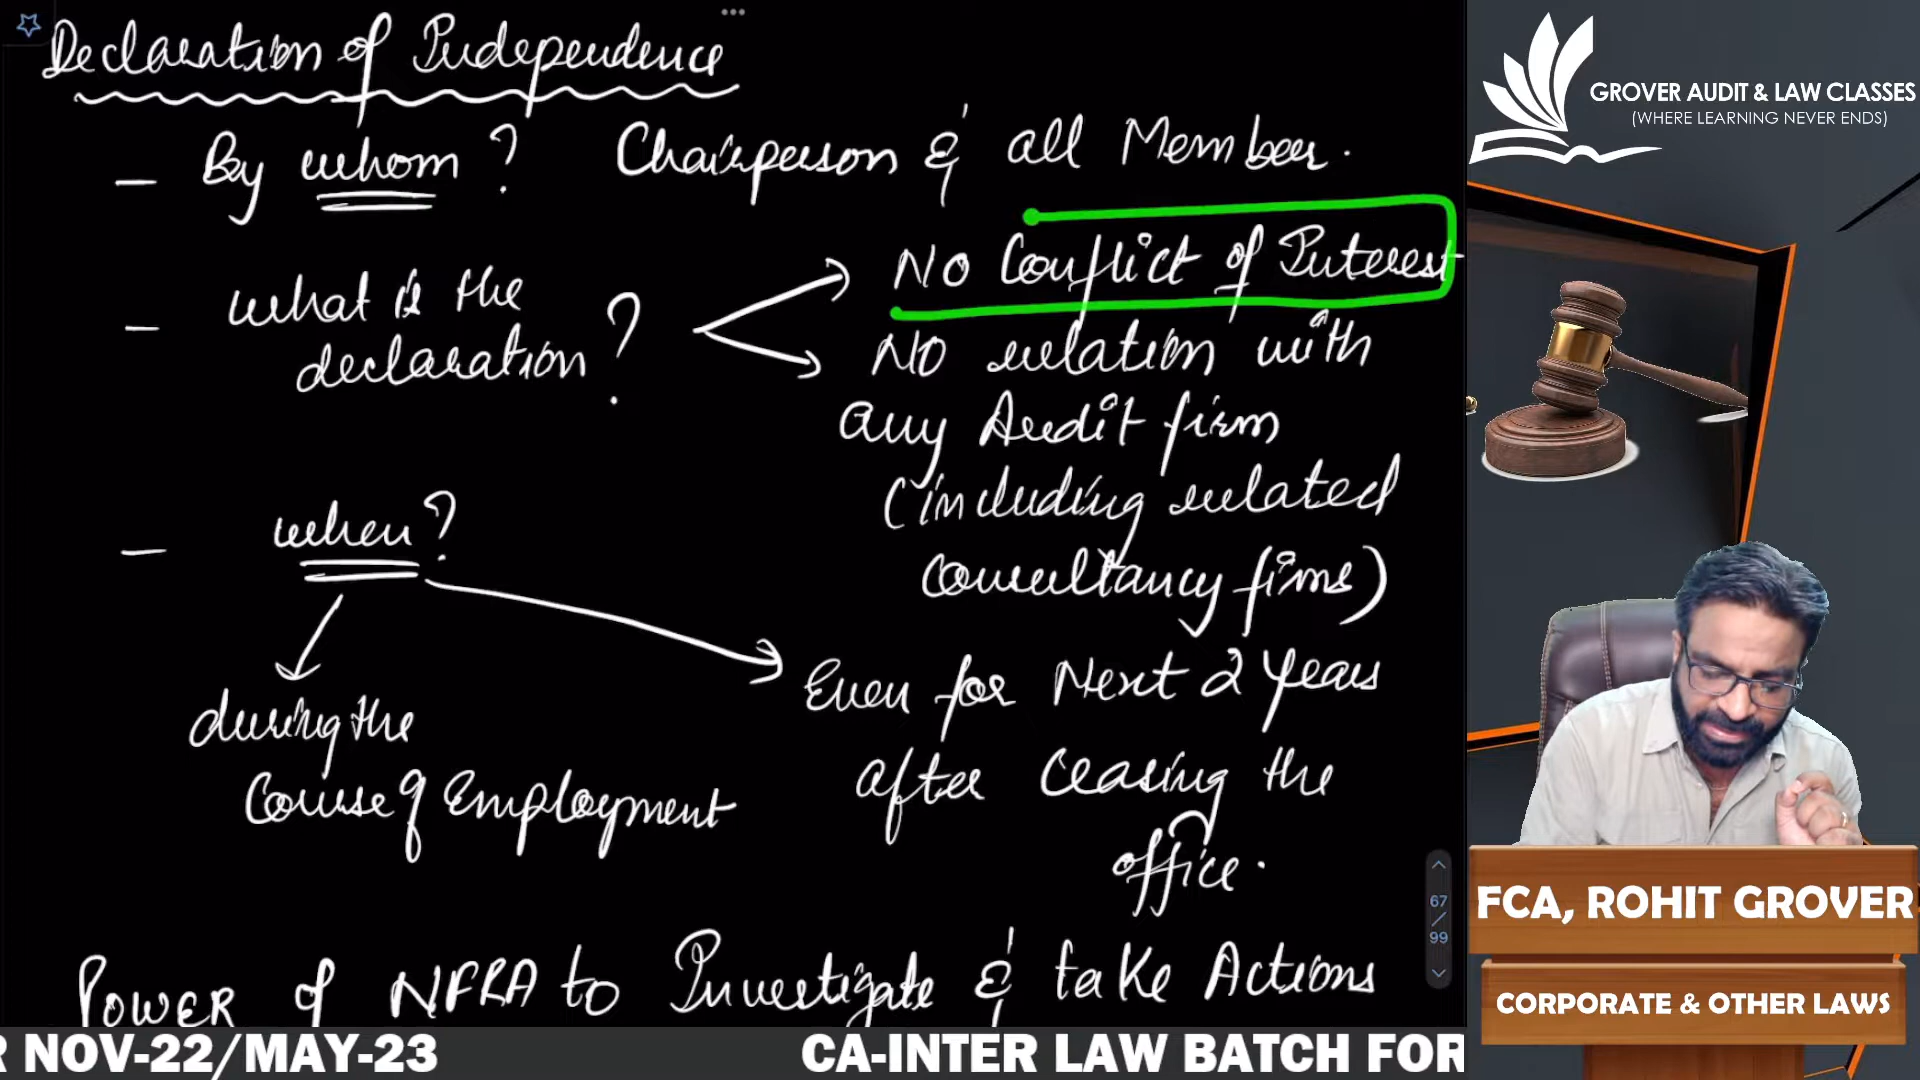 Declaration of Independence
- By whom ? Chairperson & all Member.
- what is the declaration ?
No Conflict of Interest
No relation with
any Audit firm
(including related
consultancy firms)
- when ?
during the
Course of Employment
Even for Next 2 Years
after ceasing the
office.
Power of NFRA to Investigate & take Actions
67
/
99
GROVER AUDIT & LAW CLASSES
(WHERE LEARNING NEVER ENDS)
FCA, ROHIT GROVER
CORPORATE & OTHER LAWS
R NOV-22/MAY-23 CA-INTER LAW BATCH FOR